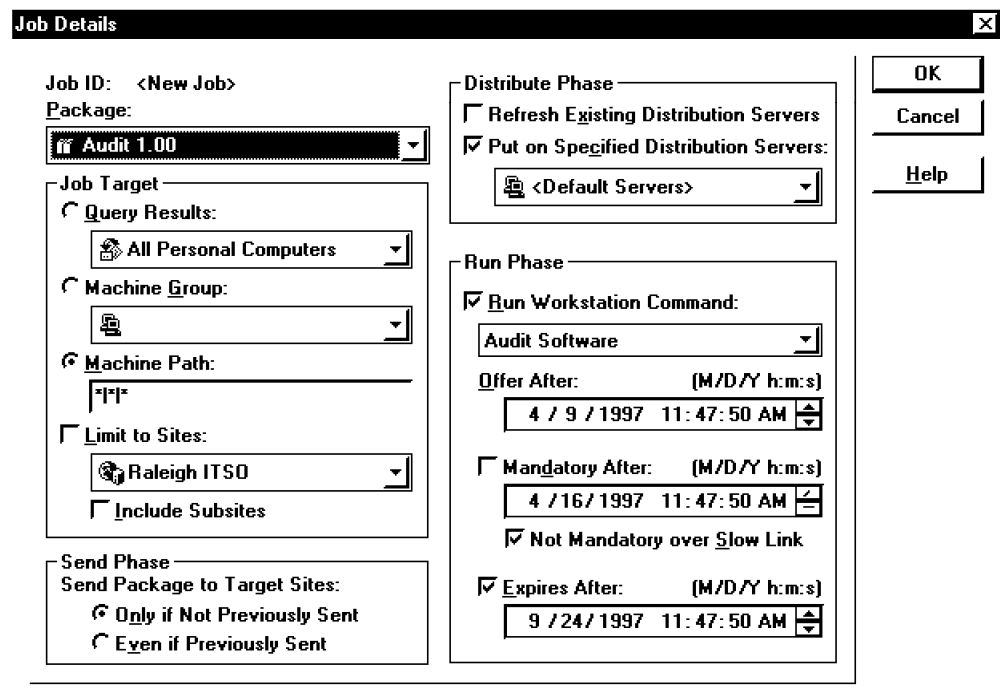 Job Details
Job ID: <New Job>
Package:
Audit 1.00
Job Target
Query Results:
All Personal Computers
Machine Group:
Machine Path:
*|*|*
Limit to Sites:
Raleigh ITSO
Include Subsites
Send Phase
Send Package to Target Sites:
Only if Not Previously Sent
Even if Previously Sent
Distribute Phase
Refresh Existing Distribution Servers
Put on Specified Distribution Servers:
<Default Servers>
Run Phase
Run Workstation Command:
Audit Software
Offer After: (M/D/Y h:m:s)
4 / 9 / 1997 11:47:50 AM
Mandatory After: (M/D/Y h:m:s)
4 /16/ 1997 11:47:50 AM
Not Mandatory over Slow Link
Expires After: (M/D/Y h:m:s)
9 /24/ 1997 11:47:50 AM
OK
Cancel
Help